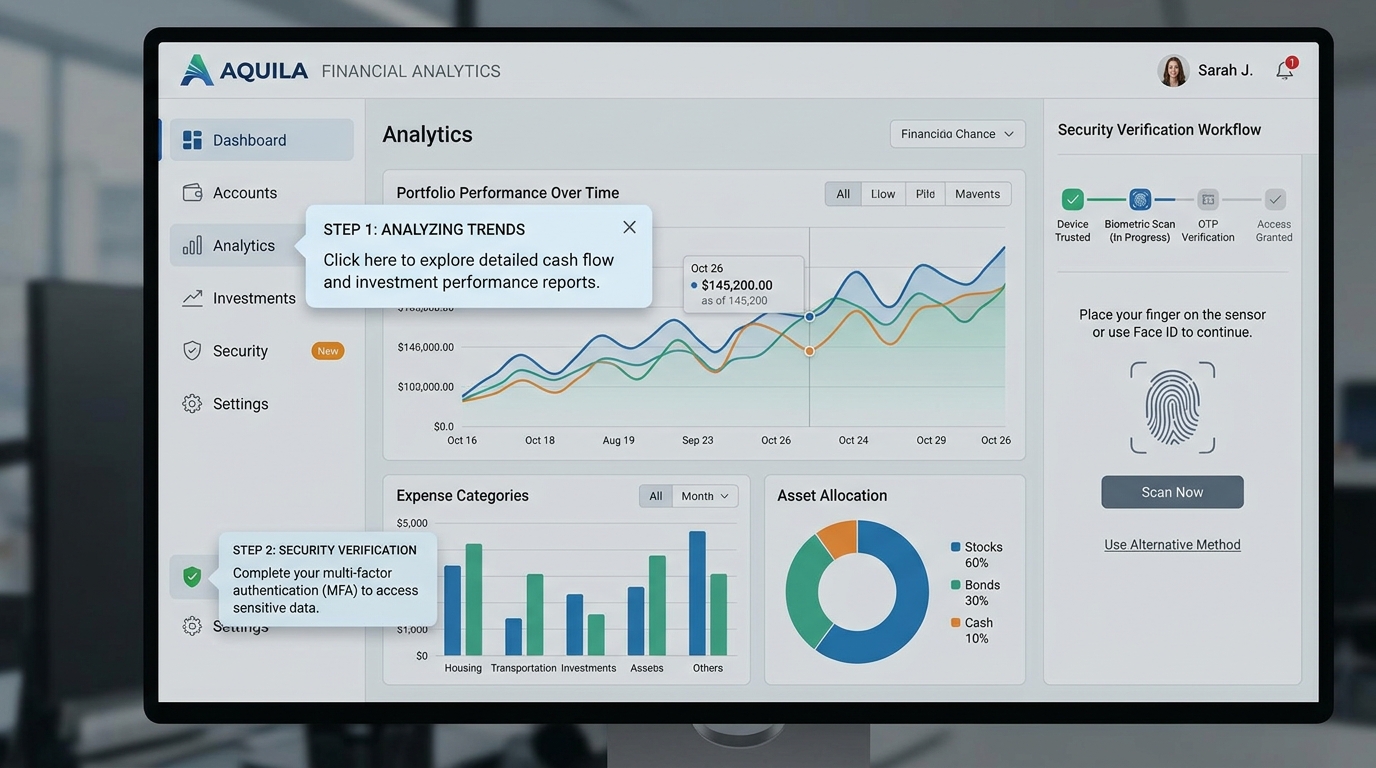 AQUILA FINANCIAL ANALYTICS
Sarah J.
1
Dashboard
Accounts
Analytics
Investments
Security
New
Settings
STEP 1: ANALYZING TRENDS
Click here to explore detailed cash flow
and investment performance reports.
STEP 2: SECURITY VERIFICATION
Complete your multi-factor
authentication (MFA) to access
sensitive data.
Settings
Analytics
Financiɑo Chance
Portfolio Performance Over Time
All Llow Pilc Mavents
Oct 26
$145,200.00
as of 145,200
$146,000.00
$102,000.00
$0.0
Oct 16 Oct 18 Aug 19 Sep 23 Oct 26 Oct 24 Oct 29 Oct 26
Expense Categories
All Month
$5,000
$1,000
$0
Housing Transportation Investments Assebs Others
Asset Allocation
Stocks
60%
Bonds
30%
Cash
10%
Security Verification Workflow
Device
Trusted
Biometric Scan
(In Progress)
OTP
Verification
Access
Granted
Place your finger on the sensor
or use Face ID to continue.
Scan Now
Use Alternative Method